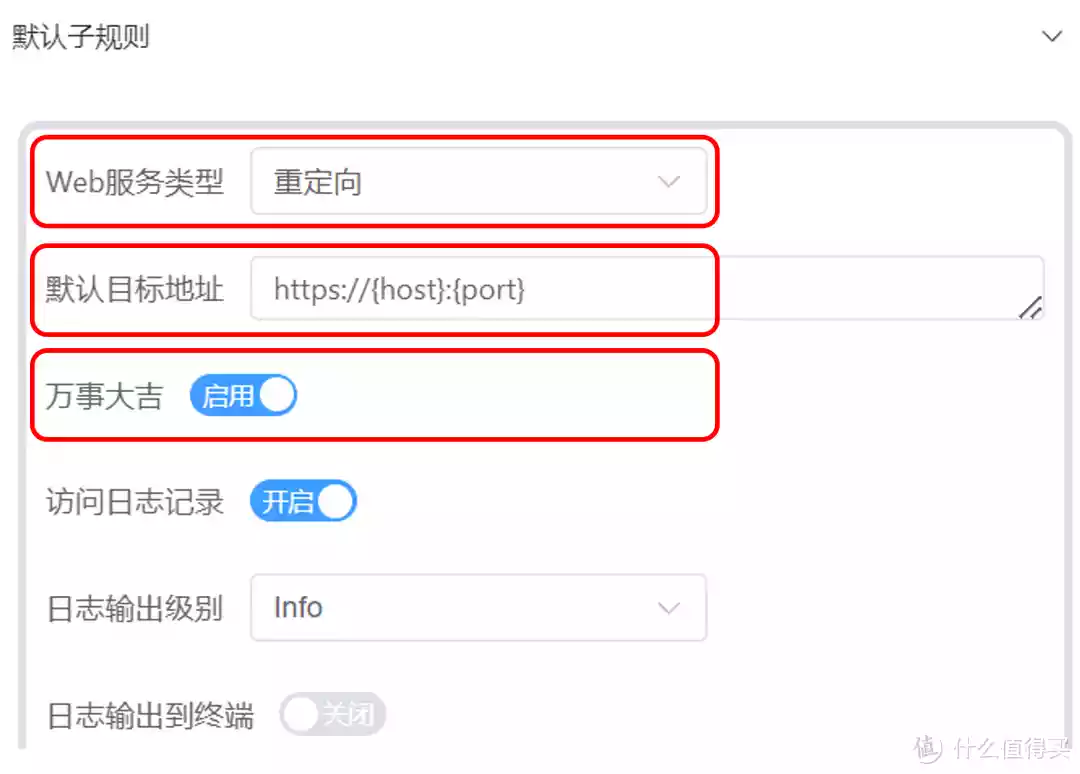 默认子规则
Web服务类型 重定向
默认目标地址 https://{host}:{port}
万事大吉 启用
访问日志记录 开启
日志输出级别 Info
日志输出到终端 关闭
值 什么值得买